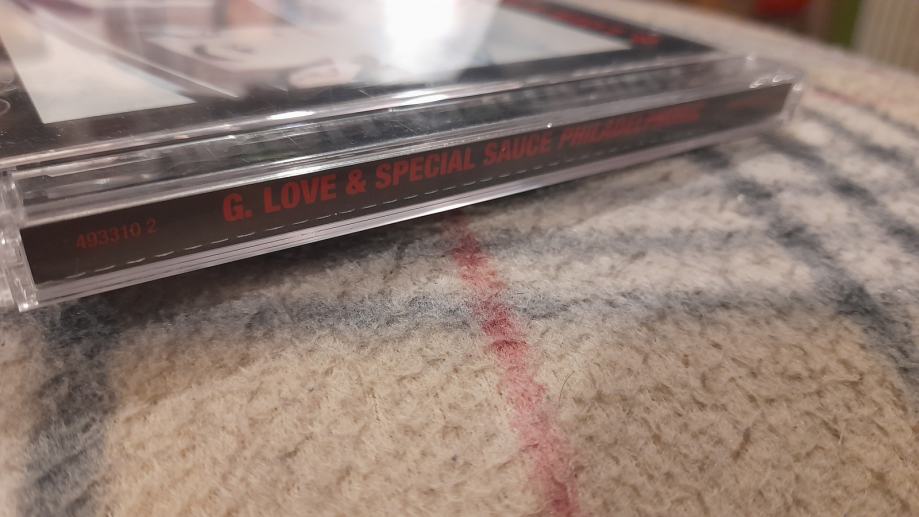 G. LOVE & SPECIAL SAUCE PHILADELPHONIC
493310 2